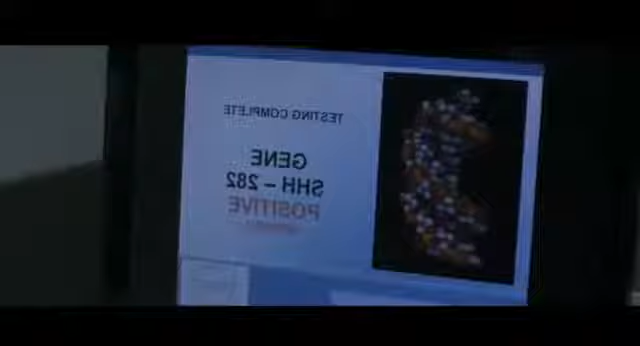 TESTING COMPLETE
GENE
SHH – 282
POSITIVE